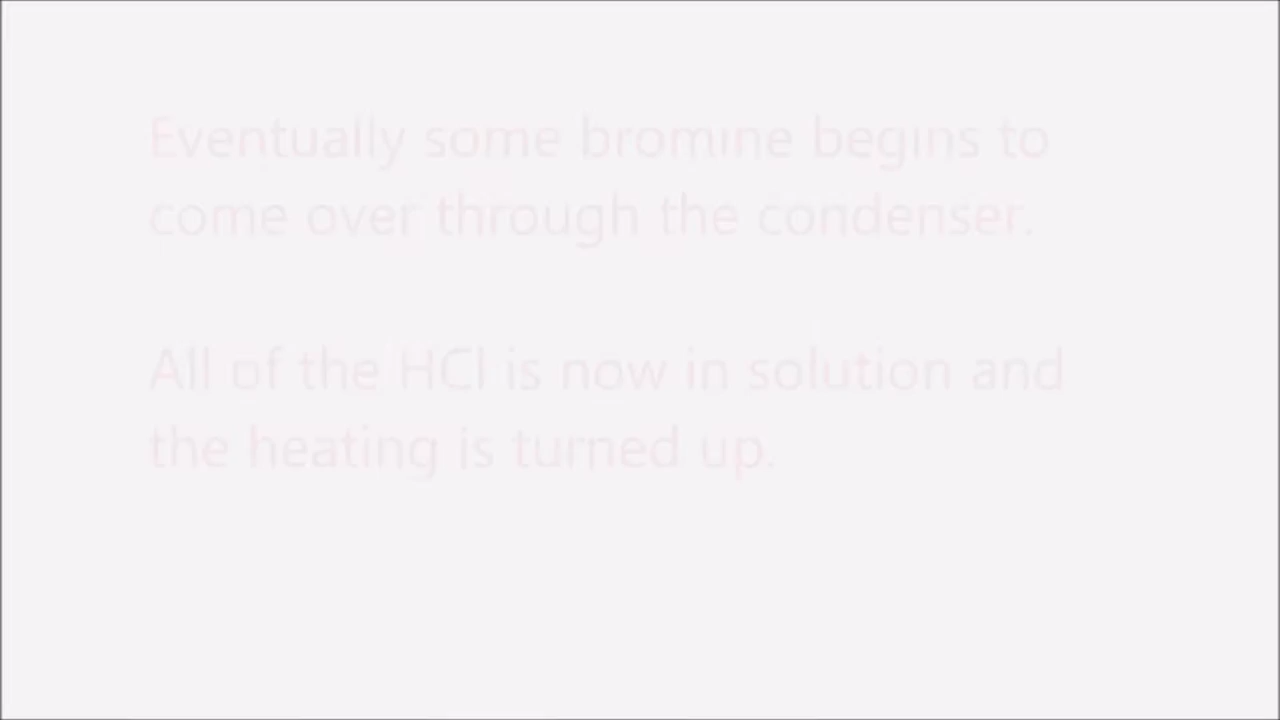 Eventually some bromine begins to
come over through the condenser.
All of the HCl is now in solution and
the heating is turned up.